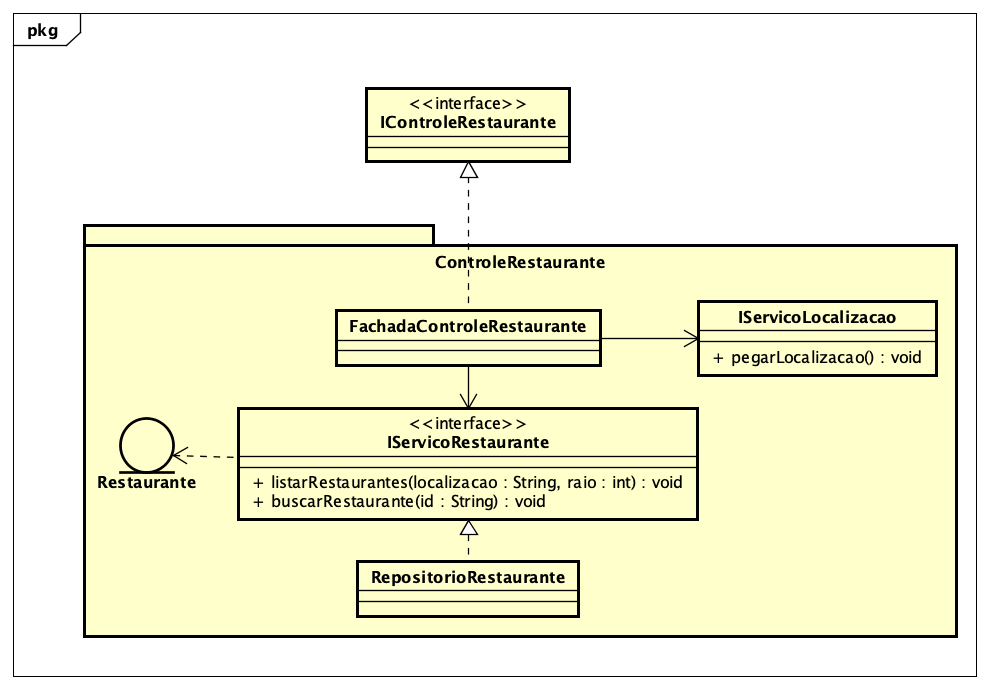 pkg
<<interface>>
IControleRestaurante
ControleRestaurante
FachadaControleRestaurante
IServicoLocalizacao
+ pegarLocalizacao() : void
<<interface>>
IServicoRestaurante
+ listarRestaurantes(localizacao : String, raio : int) : void
+ buscarRestaurante(id : String) : void
Restaurante
RepositorioRestaurante